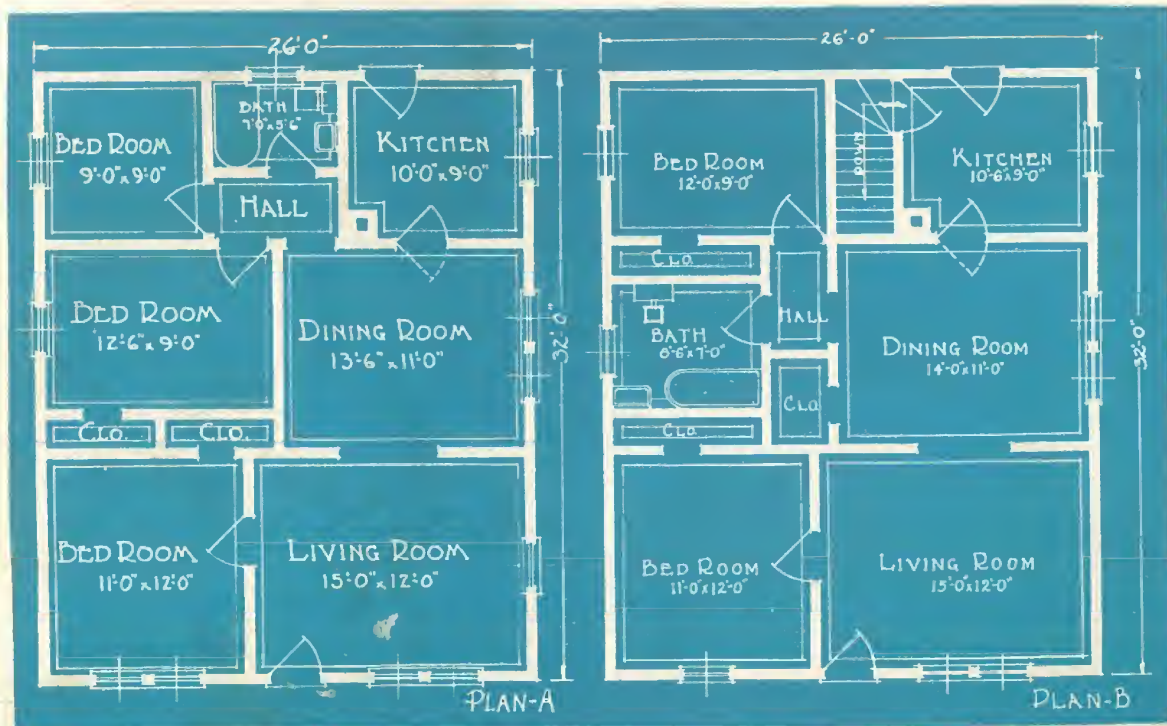 26'-0"
BATH
7'-0"x5'-6"
BED ROOM
9'-0"x9'-0"
KITCHEN
10'-0"x9'-0"
HALL
BED ROOM
12'-6"x9'-0"
DINING ROOM
13'-6"x11'-0"
32'-0"
CLO.
CLO.
BED ROOM
11'-0"x12'-0"
LIVING ROOM
15'-0"x12'-0"
PLAN-A
26'-0"
BED ROOM
12'-0"x9'-0"
DOWN
KITCHEN
10'-6"x9'-0"
CLO.
HALL
BATH
8'-6"x7'-0"
DINING ROOM
14'-0"x11'-0"
32'-0"
CLO.
CLO.
BED ROOM
11'-0"x12'-0"
LIVING ROOM
15'-0"x12'-0"
PLAN-B